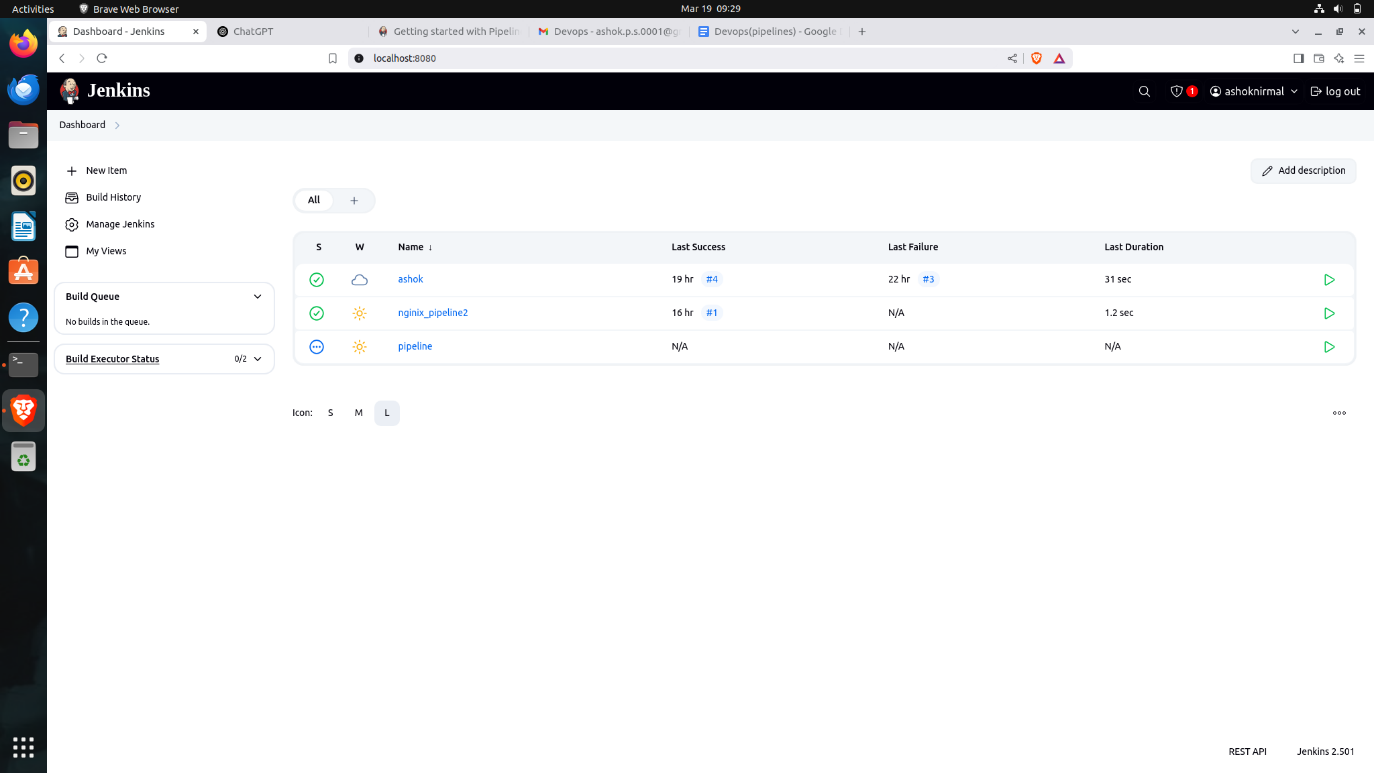 Activities
Brave Web Browser
Mar 19 09:29
Dashboard - Jenkins
ChatGPT
Getting started with Pipelin
Devops - ashok.p.s.0001@g
Devops(pipelines) - Google
localhost:8080
Jenkins
1
ashoknirmal
log out
Dashboard
New Item
Build History
Manage Jenkins
My Views
Build Queue
No builds in the queue.
Build Executor Status 0/2
Add description
All +
S W Name ↓ Last Success Last Failure Last Duration
ashok 19 hr #4 22 hr #3 31 sec
nginix_pipeline2 16 hr #1 N/A 1.2 sec
pipeline N/A N/A N/A
Icon: S M L
REST API Jenkins 2.501